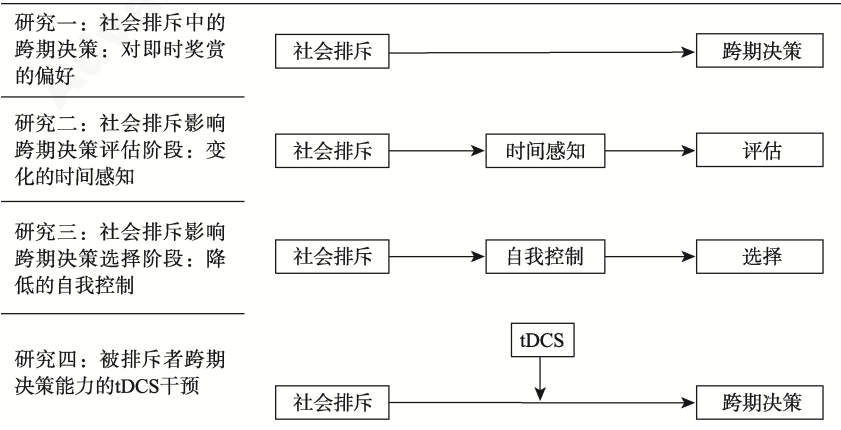 研究一：社会排斥中的
跨期决策：对即时奖赏
的偏好
社会排斥
跨期决策
研究二：社会排斥影响
跨期决策评估阶段：变
化的时间感知
社会排斥
时间感知
评估
研究三：社会排斥影响
跨期决策选择阶段：降
低的自我控制
社会排斥
自我控制
选择
研究四：被排斥者跨期
决策能力的tDCS干预
tDCS
社会排斥
跨期决策